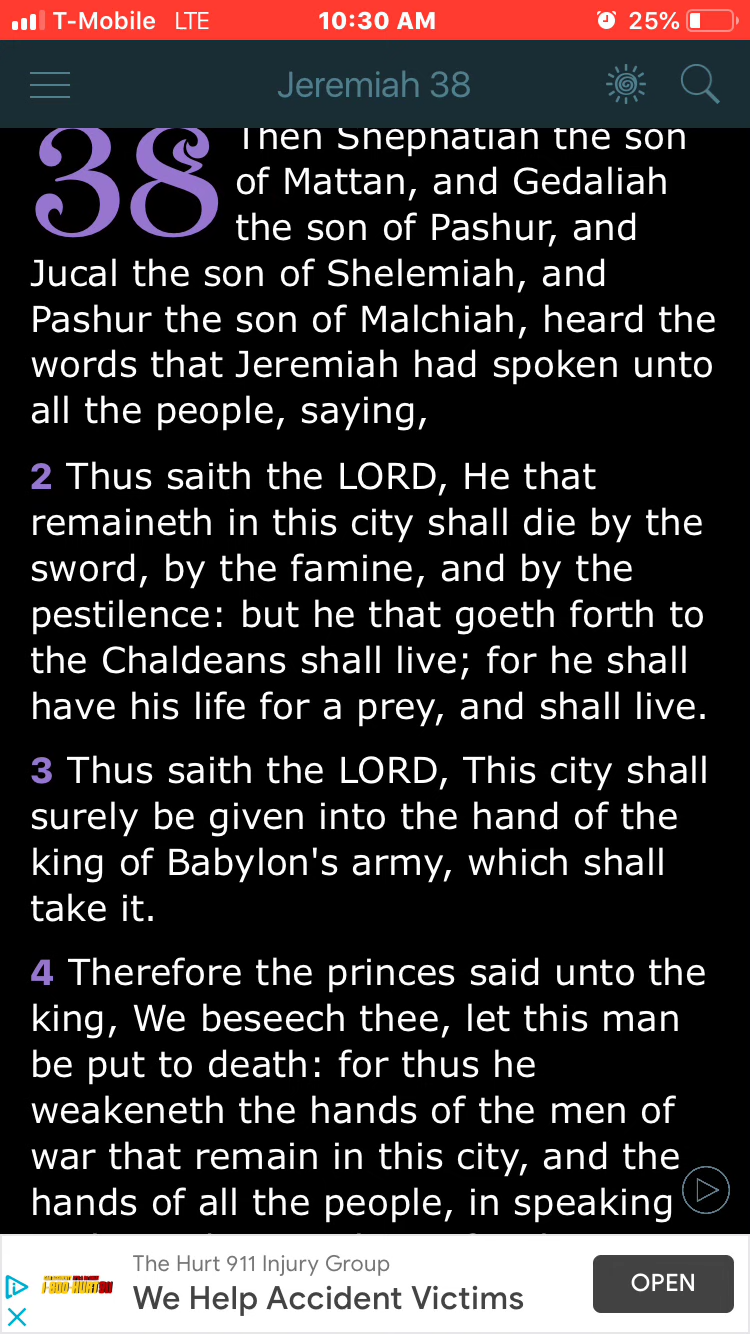 T-Mobile LTE 10:30 AM 25%
Jeremiah 38
38 Then Shephatiah the son
of Mattan, and Gedaliah
the son of Pashur, and
Jucal the son of Shelemiah, and
Pashur the son of Malchiah, heard the
words that Jeremiah had spoken unto
all the people, saying,
2 Thus saith the LORD, He that
remaineth in this city shall die by the
sword, by the famine, and by the
pestilence: but he that goeth forth to
the Chaldeans shall live; for he shall
have his life for a prey, and shall live.
3 Thus saith the LORD, This city shall
surely be given into the hand of the
king of Babylon's army, which shall
take it.
4 Therefore the princes said unto the
king, We beseech thee, let this man
be put to death: for thus he
weakeneth the hands of the men of
war that remain in this city, and the
hands of all the people, in speaking
The Hurt 911 Injury Group
1-800-HURT911
We Help Accident Victims
OPEN